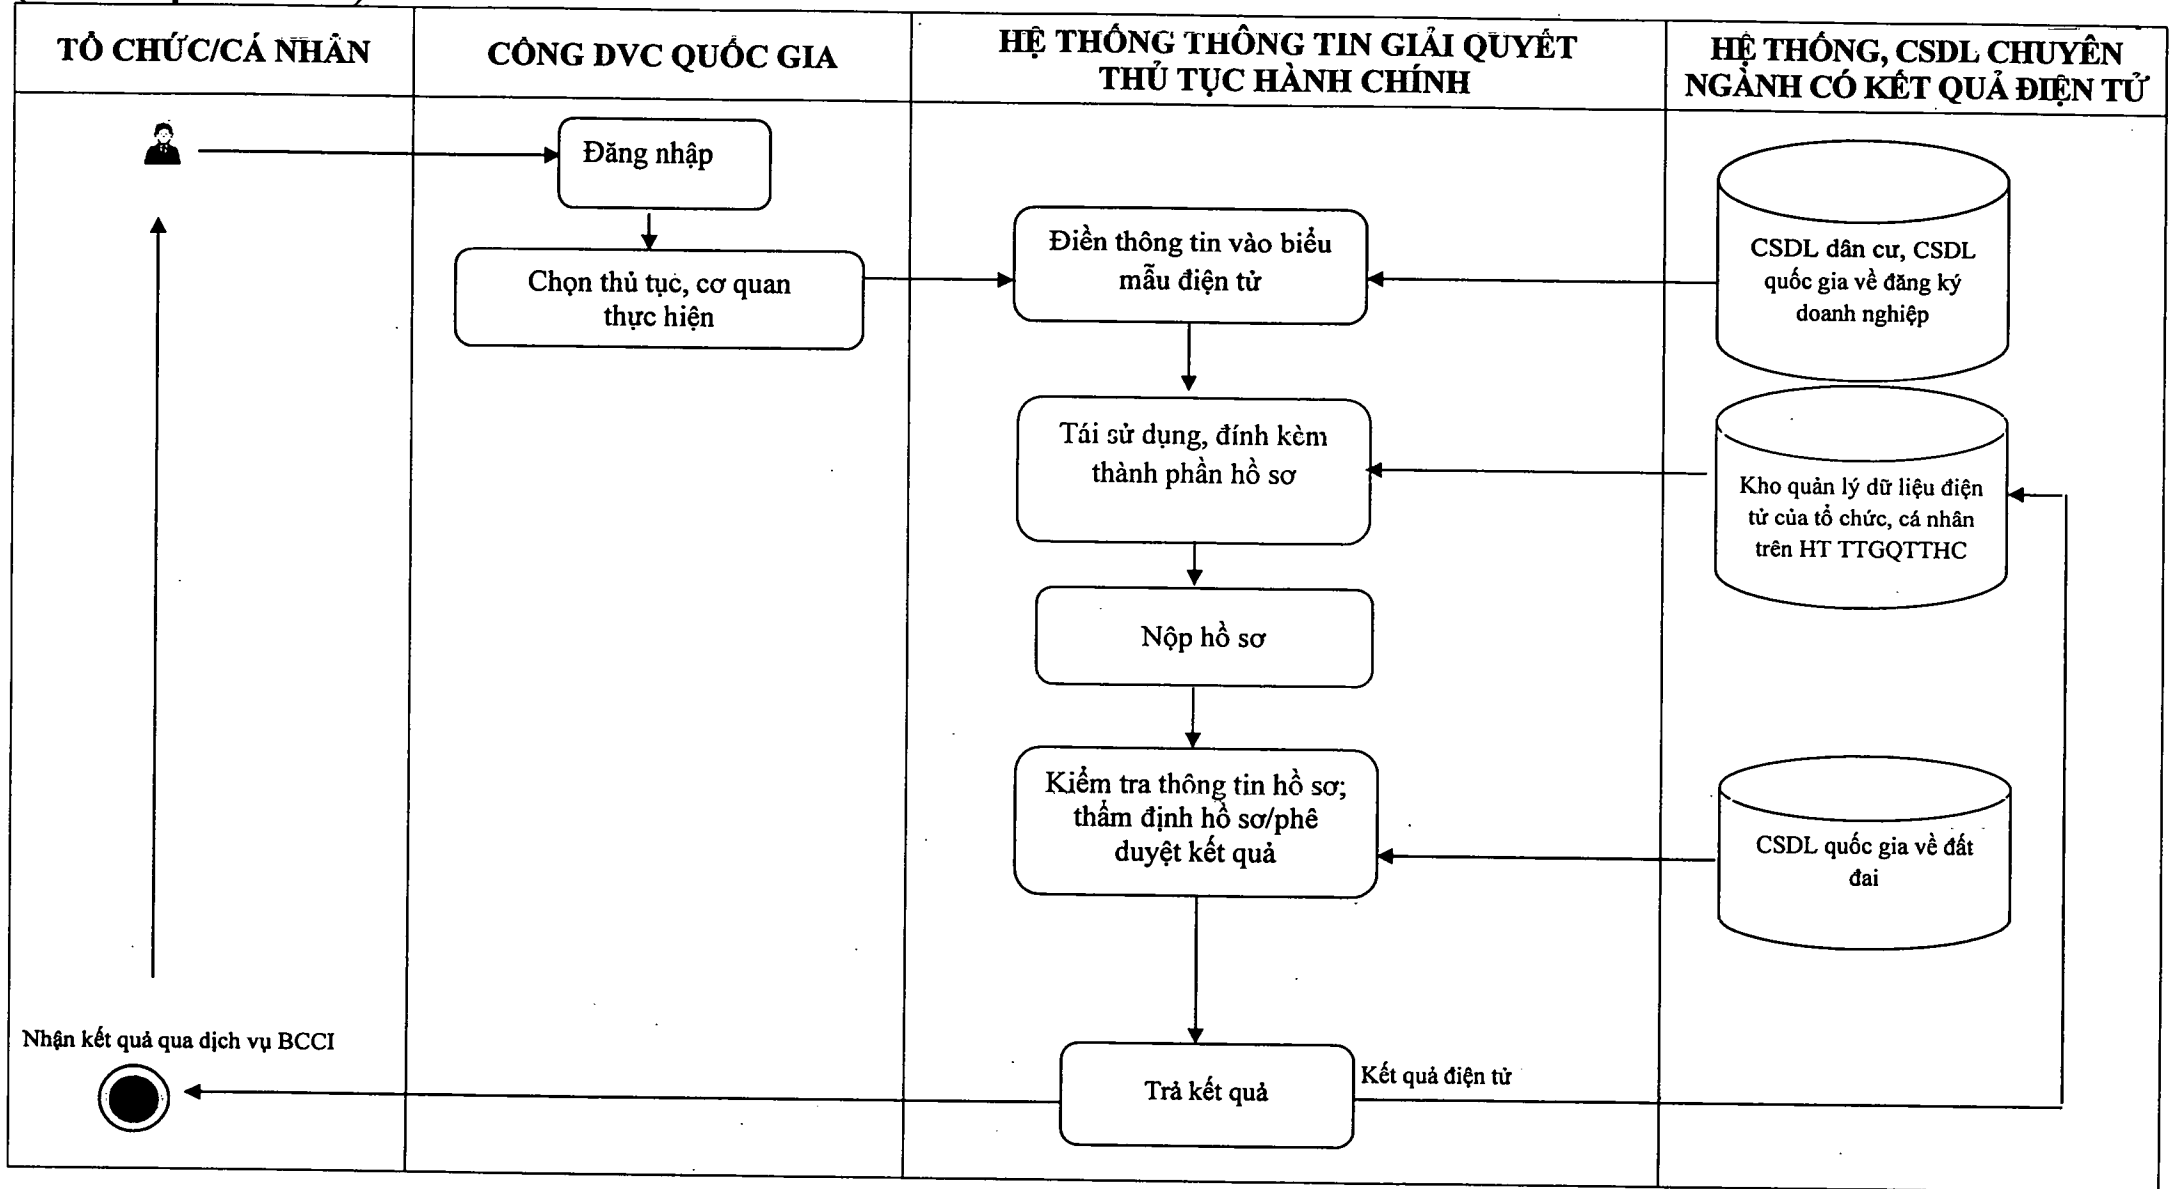 TỔ CHỨC/CÁ NHÂN
CỔNG DVC QUỐC GIA
HỆ THỐNG THÔNG TIN GIẢI QUYẾT
THỦ TỤC HÀNH CHÍNH
HỆ THỐNG, CSDL CHUYÊN
NGÀNH CÓ KẾT QUẢ ĐIỆN TỬ
Đăng nhập
Chọn thủ tục, cơ quan
thực hiện
Điền thông tin vào biểu
mẫu điện tử
CSDL dân cư, CSDL
quốc gia về đăng ký
doanh nghiệp
Tái sử dụng, đính kèm
thành phần hồ sơ
Kho quản lý dữ liệu điện
tử của tổ chức, cá nhân
trên HT TTGQTTHC
Nộp hồ sơ
Kiểm tra thông tin hồ sơ;
thẩm định hồ sơ/phê
duyệt kết quả
CSDL quốc gia về đất
đai
Nhận kết quả qua dịch vụ BCCI
Trả kết quả
Kết quả điện tử